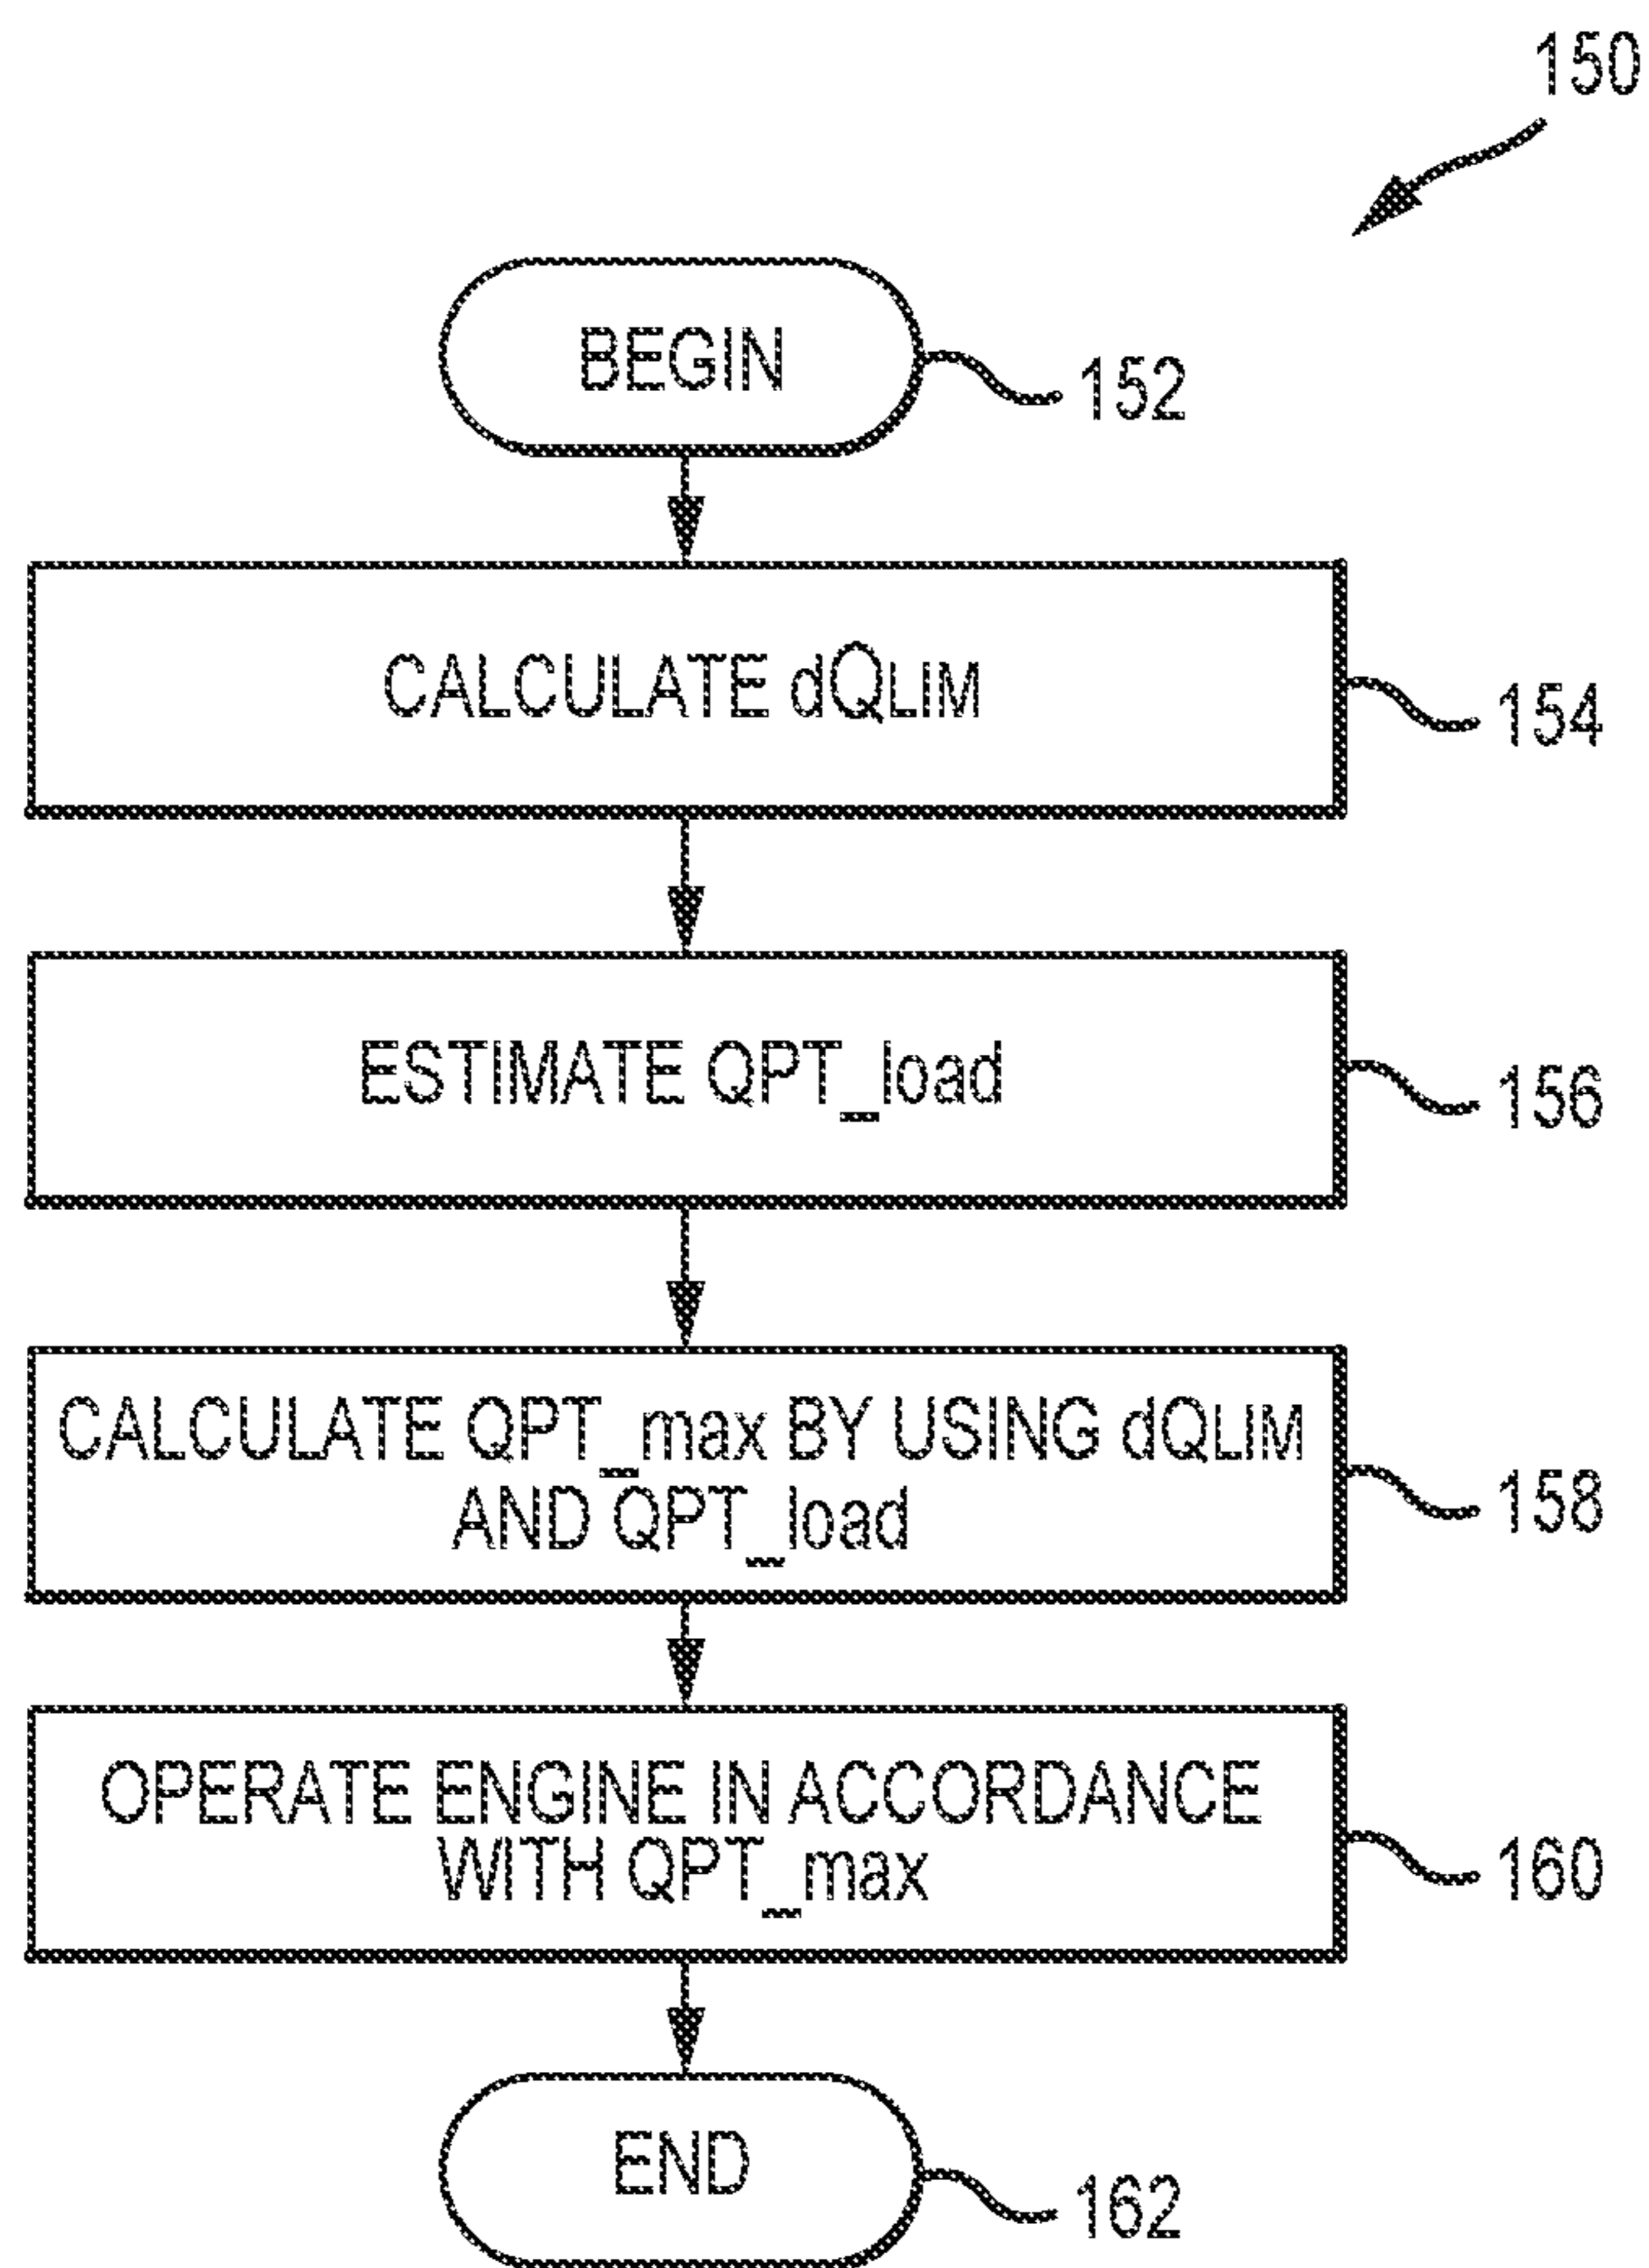 150
BEGIN
152
CALCULATE dQLIM
154
ESTIMATE QPT_load
156
CALCULATE QPT_max BY USING dQLIM
AND QPT_load
158
OPERATE ENGINE IN ACCORDANCE
WITH QPT_max
160
END
162